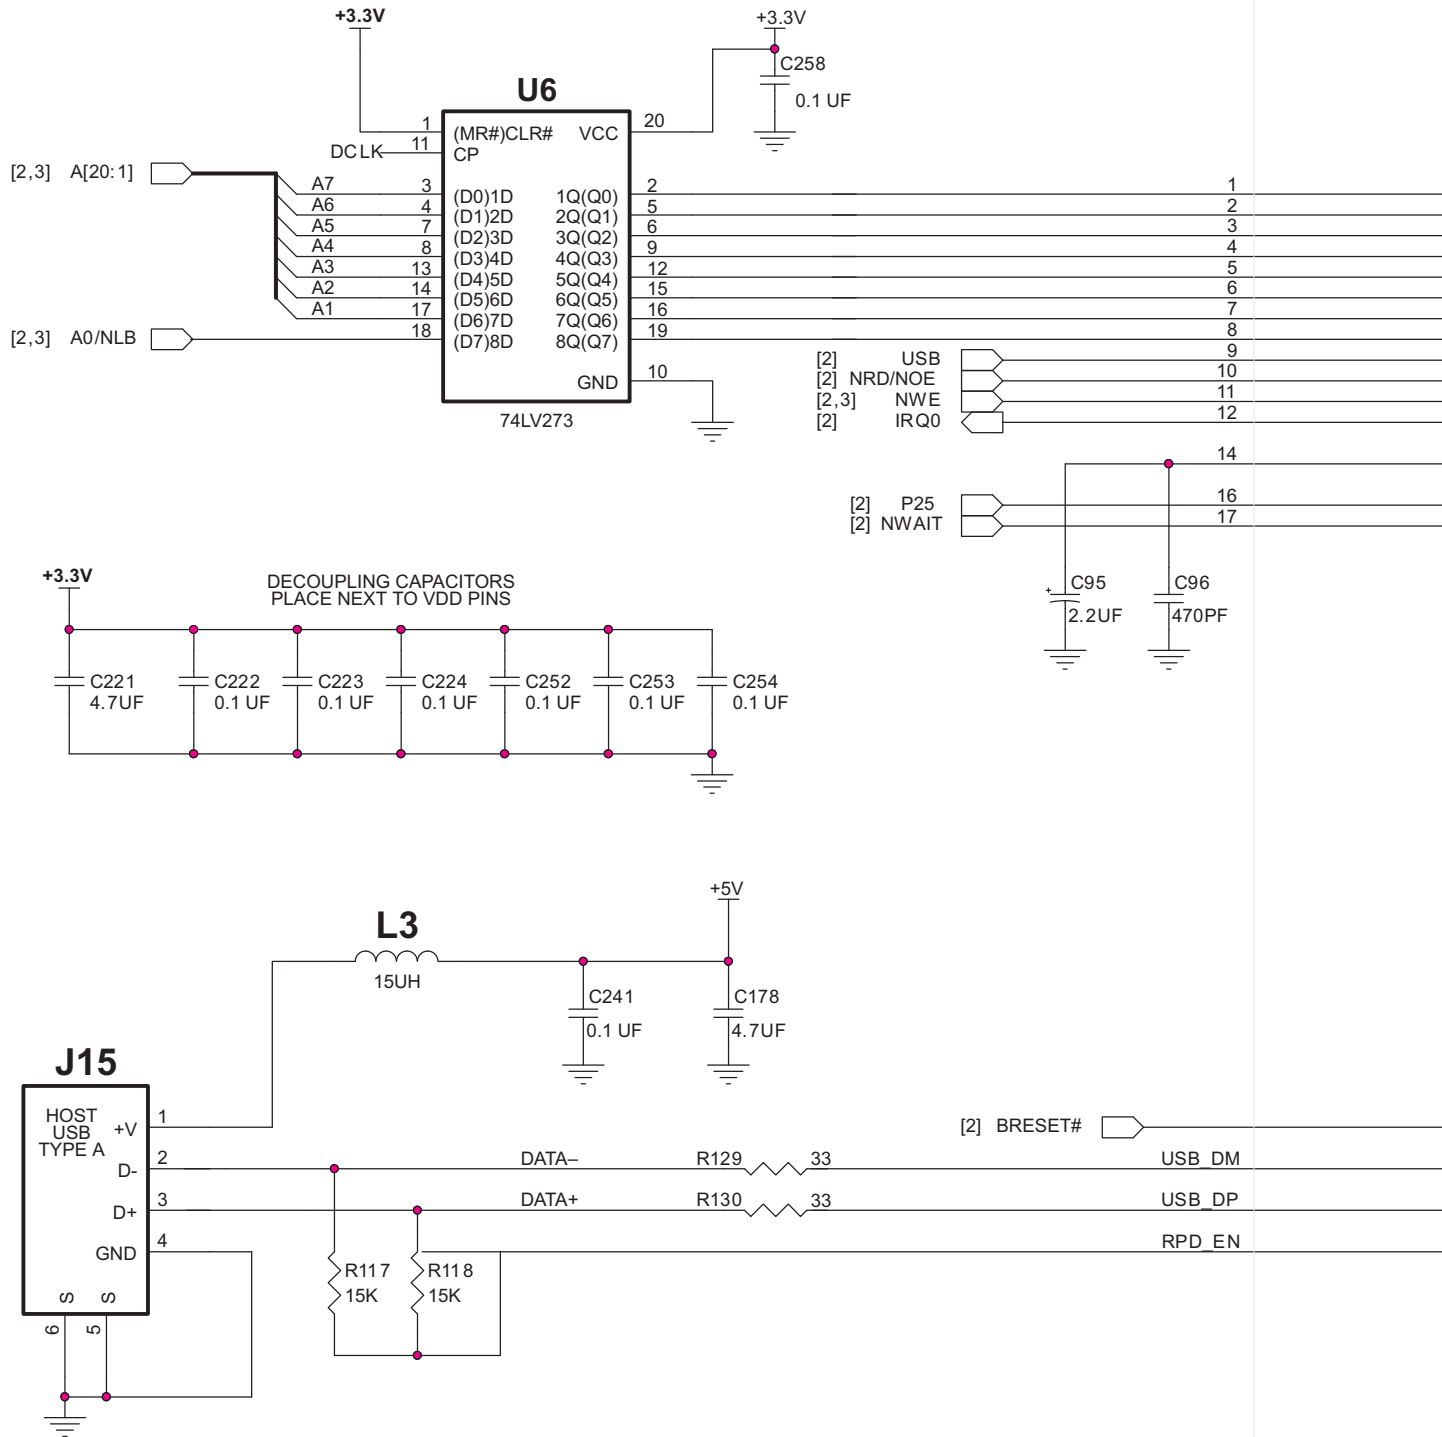 +3.3V
+3.3V
C258
0.1 UF
U6
1 (MR#)CLR# VCC 20
DCLK 11 CP
[2,3] A[20:1]
A7 3 (D0)1D 1Q(Q0) 2 1
A6 4 (D1)2D 2Q(Q1) 5 2
A5 7 (D2)3D 3Q(Q2) 6 3
A4 8 (D3)4D 4Q(Q3) 9 4
A3 13 (D4)5D 5Q(Q4) 12 5
A2 14 (D5)6D 6Q(Q5) 15 6
A1 17 (D6)7D 7Q(Q6) 16 7
[2,3] A0/NLB 18 (D7)8D 8Q(Q7) 19 8
GND 10
74LV273
[2] USB 9
[2] NRD/NOE 10
[2,3] NWE 11
[2] IRQ0 12
14
[2] P25 16
[2] NWAIT 17
+ C95
2.2UF
C96
470PF
+3.3V
DECOUPLING CAPACITORS
PLACE NEXT TO VDD PINS
C221 C222 C223 C224 C252 C253 C254
4.7UF 0.1 UF 0.1 UF 0.1 UF 0.1 UF 0.1 UF 0.1 UF
+5V
L3
15UH
C241
0.1 UF
C178
4.7UF
J15
HOST
USB
TYPE A
+V 1
D- 2
D+ 3
GND 4
S S
6 5
[2] BRESET#
DATA– R129 33 USB_DM
DATA+ R130 33 USB_DP
RPD_EN
R117
15K
R118
15K